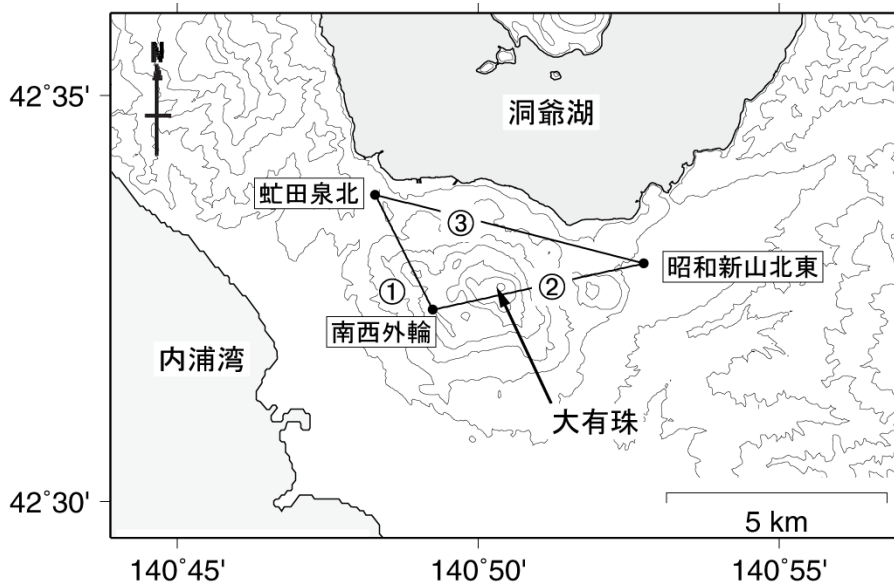 N
42˚35'
洞爺湖
虻田泉北
③
昭和新山北東
①
②
南西外輪
内浦湾
大有珠
42˚30'
5 km
140˚45'
140˚50'
140˚55'